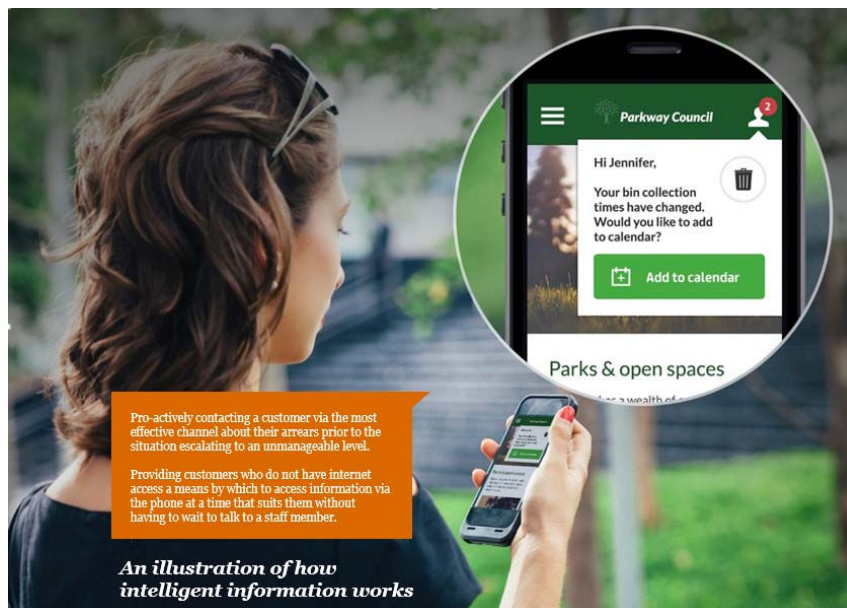 2
Parkway Council
Hi Jennifer,
Your bin collection
times have changed.
Would you like to add
to calendar?
Add to calendar
Parks & open spaces
a wealth of
Pro-actively contacting a customer via the most
effective channel about their arrears prior to the
situation escalating to an unmanageable level.
Providing customers who do not have internet
access a means by which to access information via
the phone at a time that suits them without
having to wait to talk to a staff member.
An illustration of how
intelligent information works